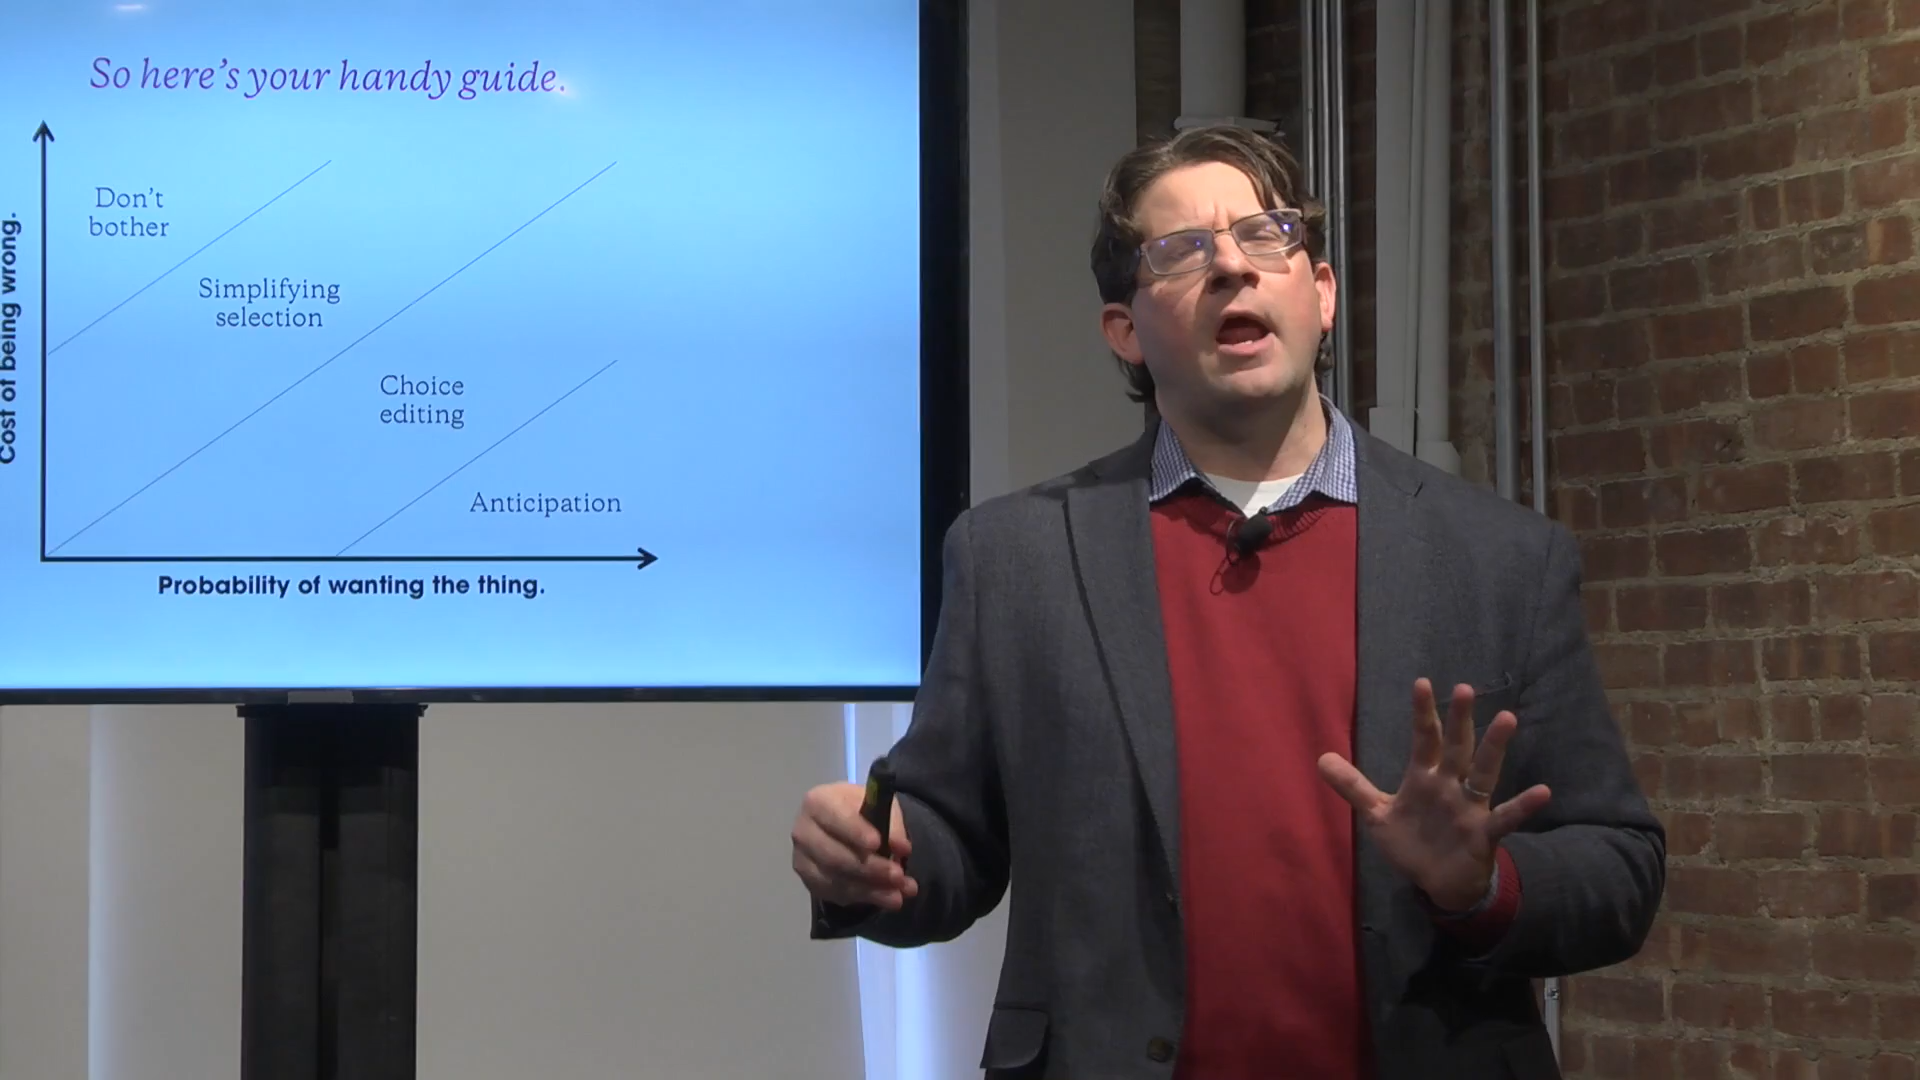 So here's your handy guide.
Don't
bother
Simplifying
selection
Choice
editing
Anticipation
Cost of being wrong.
Probability of wanting the thing.